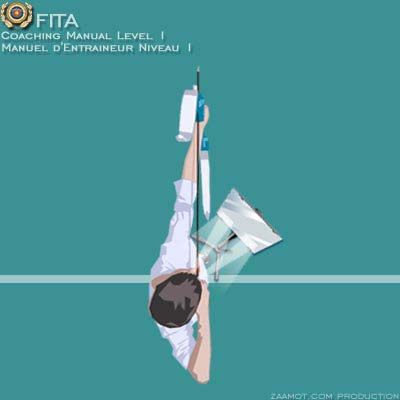 FITA
Coaching Manual Level 1
Manuel d'Entraineur Niveau 1
ZAAMOT.COM PRODUCTION